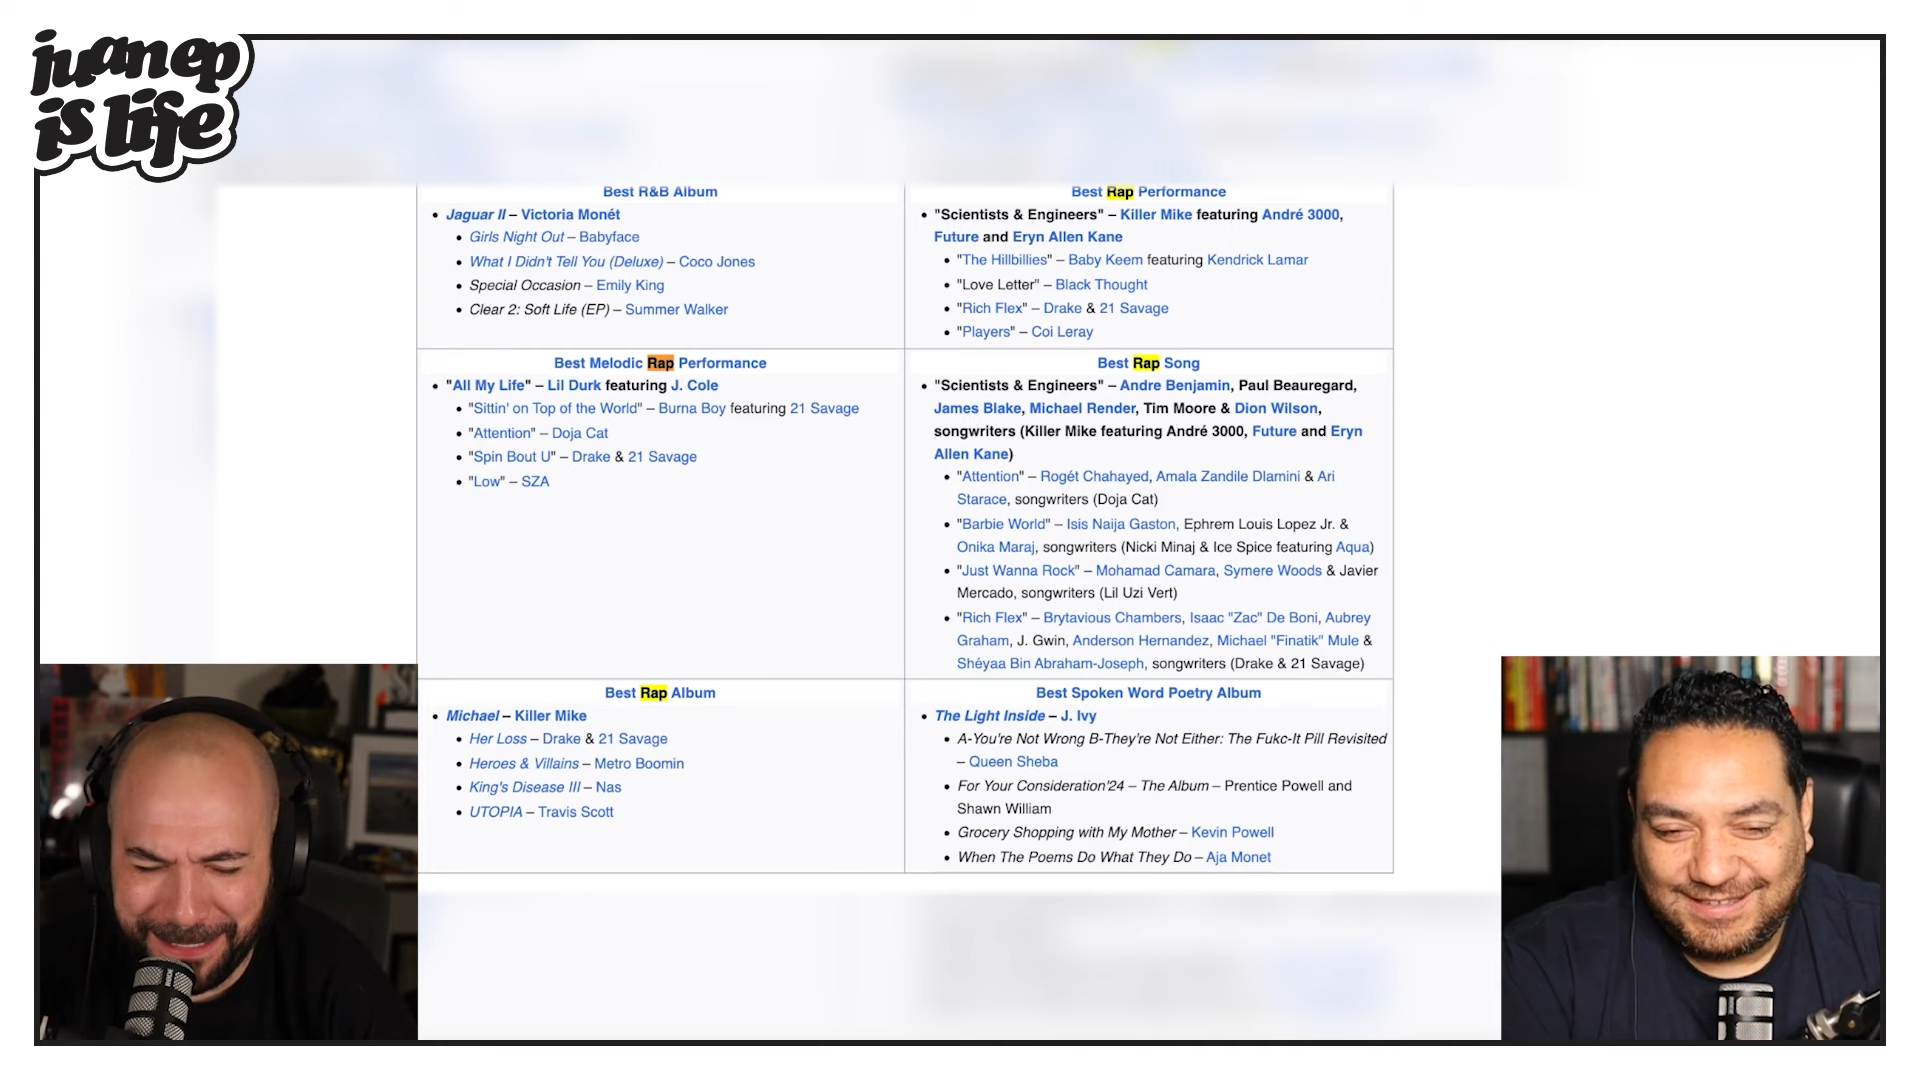 juan ep
is life
Best R&B Album
Jaguar II – Victoria Monét
Girls Night Out – Babyface
What I Didn't Tell You (Deluxe) – Coco Jones
Special Occasion – Emily King
Clear 2: Soft Life (EP) – Summer Walker
Best Rap Performance
"Scientists & Engineers" – Killer Mike featuring André 3000,
Future and Eryn Allen Kane
"The Hillbillies" – Baby Keem featuring Kendrick Lamar
"Love Letter" – Black Thought
"Rich Flex" – Drake & 21 Savage
"Players" – Coi Leray
Best Melodic Rap Performance
"All My Life" – Lil Durk featuring J. Cole
"Sittin' on Top of the World" – Burna Boy featuring 21 Savage
"Attention" – Doja Cat
"Spin Bout U" – Drake & 21 Savage
"Low" – SZA
Best Rap Song
"Scientists & Engineers" – Andre Benjamin, Paul Beauregard,
James Blake, Michael Render, Tim Moore & Dion Wilson,
songwriters (Killer Mike featuring André 3000, Future and Eryn
Allen Kane)
"Attention" – Rogét Chahayed, Amala Zandile Dlamini & Ari
Starace, songwriters (Doja Cat)
"Barbie World" – Isis Naija Gaston, Ephrem Louis Lopez Jr. &
Onika Maraj, songwriters (Nicki Minaj & Ice Spice featuring Aqua)
"Just Wanna Rock" – Mohamad Camara, Symere Woods & Javier
Mercado, songwriters (Lil Uzi Vert)
"Rich Flex" – Brytavious Chambers, Isaac "Zac" De Boni, Aubrey
Graham, J. Gwin, Anderson Hernandez, Michael "Finatik" Mule &
Shéyaa Bin Abraham-Joseph, songwriters (Drake & 21 Savage)
Best Rap Album
Michael – Killer Mike
Her Loss – Drake & 21 Savage
Heroes & Villains – Metro Boomin
King's Disease III – Nas
UTOPIA – Travis Scott
Best Spoken Word Poetry Album
The Light Inside – J. Ivy
A-You're Not Wrong B-They're Not Either: The Fukc-It Pill Revisited
– Queen Sheba
For Your Consideration'24 – The Album – Prentice Powell and
Shawn William
Grocery Shopping with My Mother – Kevin Powell
When The Poems Do What They Do – Aja Monet